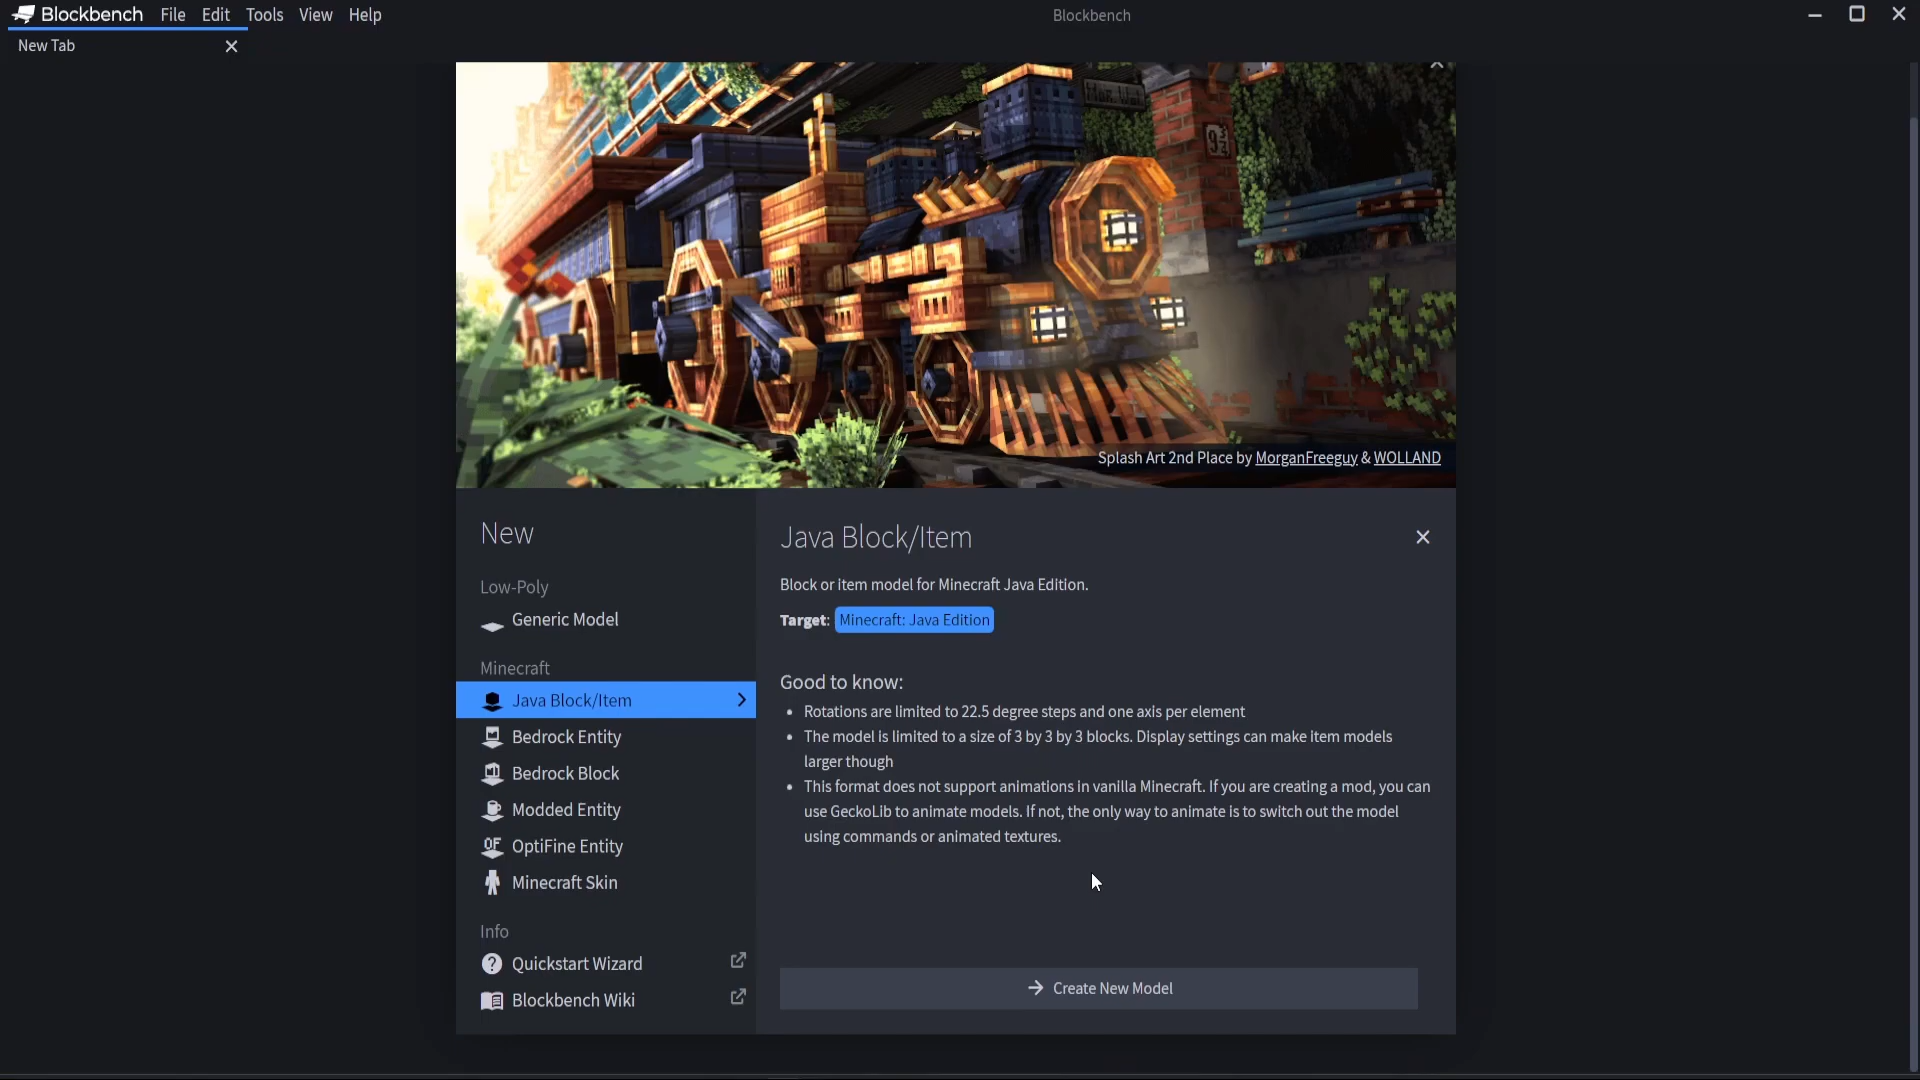 Blockbench File Edit Tools View Help
Blockbench
New Tab
9 3/4
Splash Art 2nd Place by MorganFreeguy & WOLLAND
New
Low-Poly
Generic Model
Minecraft
Java Block/Item
Bedrock Entity
Bedrock Block
Modded Entity
OF
OptiFine Entity
Minecraft Skin
Info
Quickstart Wizard
Blockbench Wiki
Java Block/Item
Block or item model for Minecraft Java Edition.
Target: Minecraft: Java Edition
Good to know:
• Rotations are limited to 22.5 degree steps and one axis per element
• The model is limited to a size of 3 by 3 by 3 blocks. Display settings can make item models
larger though
• This format does not support animations in vanilla Minecraft. If you are creating a mod, you can
use GeckoLib to animate models. If not, the only way to animate is to switch out the model
using commands or animated textures.
Create New Model